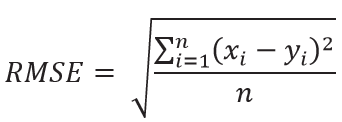 RMSE = √(∑ⁿᵢ₌₁(xᵢ − yᵢ)² / n)